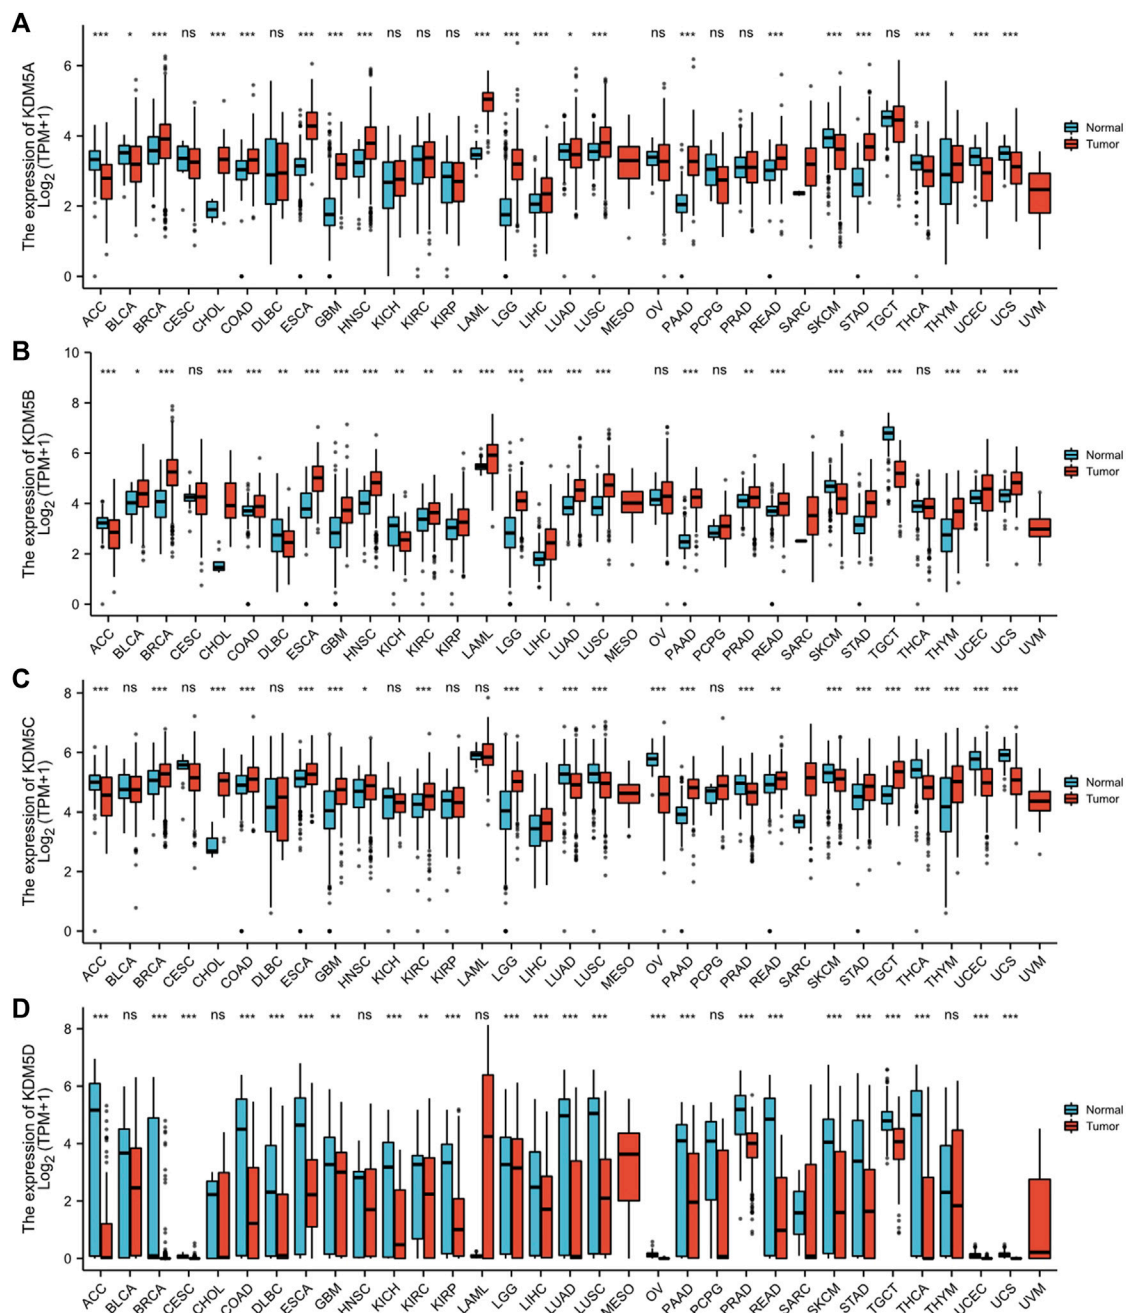 A
*** * *** ns *** *** ns *** *** *** ns ns ns *** *** *** * *** ns *** ns *** *** *** *** ns *** * *** ***
The expression of KDM5A
Log2 (TPM+1)
6
4
2
0
Normal
Tumor
ACC BLCA BRCA CESC CHOL COAD DLBC ESCA GBM HNSC KICH KIRC KIRP LAML LGG LIHC LUAD LUSC MESO OV PAAD PCPG PRAD READ SARC SKCM STAD TGCT THCA THYM UCEC UCS UVM
B
*** * *** ns *** *** ** *** *** *** ** ** ** *** *** *** *** *** ns *** ns ** *** *** *** *** ns *** ** ***
The expression of KDM5B
Log2 (TPM+1)
10
8
6
4
2
0
Normal
Tumor
ACC BLCA BRCA CESC CHOL COAD DLBC ESCA GBM HNSC KICH KIRC KIRP LAML LGG LIHC LUAD LUSC MESO OV PAAD PCPG PRAD READ SARC SKCM STAD TGCT THCA THYM UCEC UCS UVM
C
*** ns *** ns *** *** ns *** *** * ns *** ns ns *** * *** *** *** *** ns *** ** *** *** *** *** *** *** ***
The expression of KDM5C
Log2 (TPM+1)
8
6
4
2
0
Normal
Tumor
ACC BLCA BRCA CESC CHOL COAD DLBC ESCA GBM HNSC KICH KIRC KIRP LAML LGG LIHC LUAD LUSC MESO OV PAAD PCPG PRAD READ SARC SKCM STAD TGCT THCA THYM UCEC UCS UVM
D
*** ns *** *** ns *** *** *** ** ns *** ** *** ns *** *** *** *** *** *** ns *** *** *** *** *** *** ns *** ***
The expression of KDM5D
Log2 (TPM+1)
8
6
4
2
0
Normal
Tumor
ACC BLCA BRCA CESC CHOL COAD DLBC ESCA GBM HNSC KICH KIRC KIRP LAML LGG LIHC LUAD LUSC MESO OV PAAD PCPG PRAD READ SARC SKCM STAD TGCT THCA THYM UCEC UCS UVM